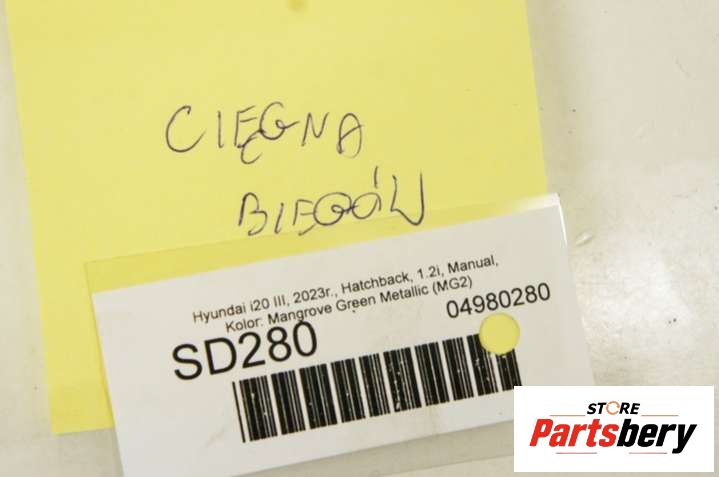 CIĘGNA
BIEGÓW
Hyundai i20 III, 2023r., Hatchback, 1.2i, Manual,
Kolor: Mangrove Green Metallic (MG2)
SD280
04980280
STORE
Partsbery